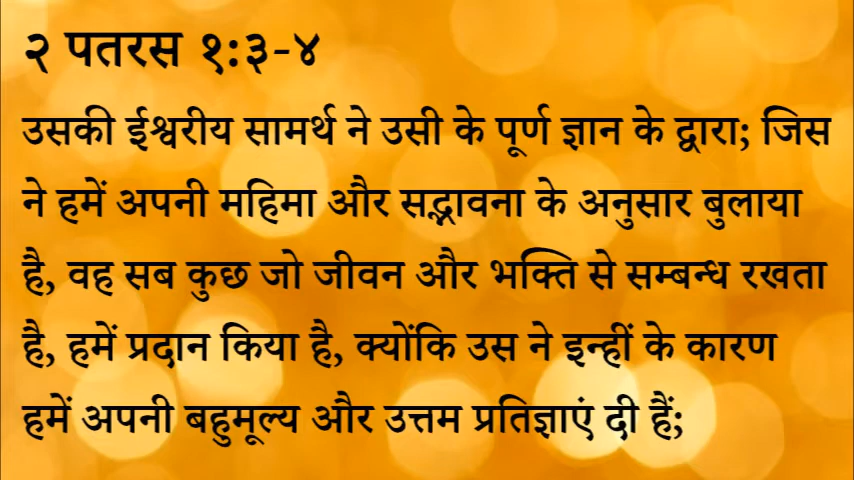 २ पतरस १:३-४
उसकी ईश्वरीय सामर्थ ने उसी के पूर्ण ज्ञान के द्वारा; जिस
ने हमें अपनी महिमा और सद्भावना के अनुसार बुलाया
है, वह सब कुछ जो जीवन और भक्ति से सम्बन्ध रखता
है, हमें प्रदान किया है, क्योंकि उस ने इन्हीं के कारण
हमें अपनी बहुमूल्य और उत्तम प्रतिज्ञाएं दी हैं;